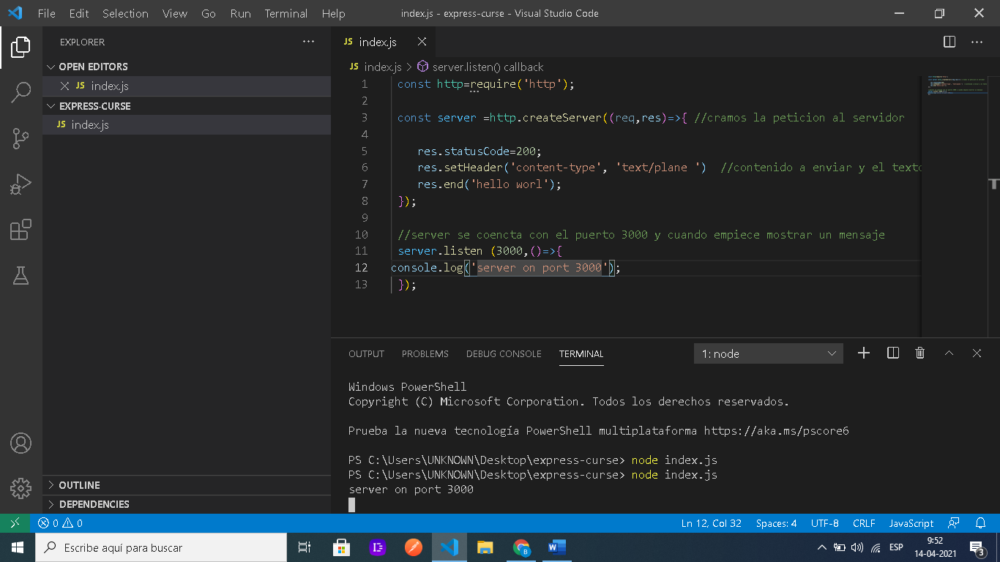 File Edit Selection View Go Run Terminal Help index.js - express-curse - Visual Studio Code
EXPLORER
OPEN EDITORS
JS index.js
EXPRESS-CURSE
JS index.js
OUTLINE
DEPENDENCIES
JS index.js
JS index.js > server.listen() callback
1 const http=require('http');
2
3 const server =http.createServer((req,res)=>{ //cramos la peticion al servidor
4
5 res.statusCode=200;
6 res.setHeader('content-type', 'text/plane ') //contenido a enviar y el texto
7 res.end('hello worl');
8 });
9
10 //server se coencta con el puerto 3000 y cuando empiece mostrar un mensaje
11 server.listen (3000,()=>{
12 console.log('server on port 3000');
13 });
OUTPUT PROBLEMS DEBUG CONSOLE TERMINAL 1: node
Windows PowerShell
Copyright (C) Microsoft Corporation. Todos los derechos reservados.
Prueba la nueva tecnología PowerShell multiplataforma https://aka.ms/pscore6
PS C:\Users\UNKNOWN\Desktop\express-curse> node index.js
PS C:\Users\UNKNOWN\Desktop\express-curse> node index.js
server on port 3000
0 0 Ln 12, Col 32 Spaces: 4 UTF-8 CRLF JavaScript
Escribe aquí para buscar
ESP
9:52
14-04-2021
3